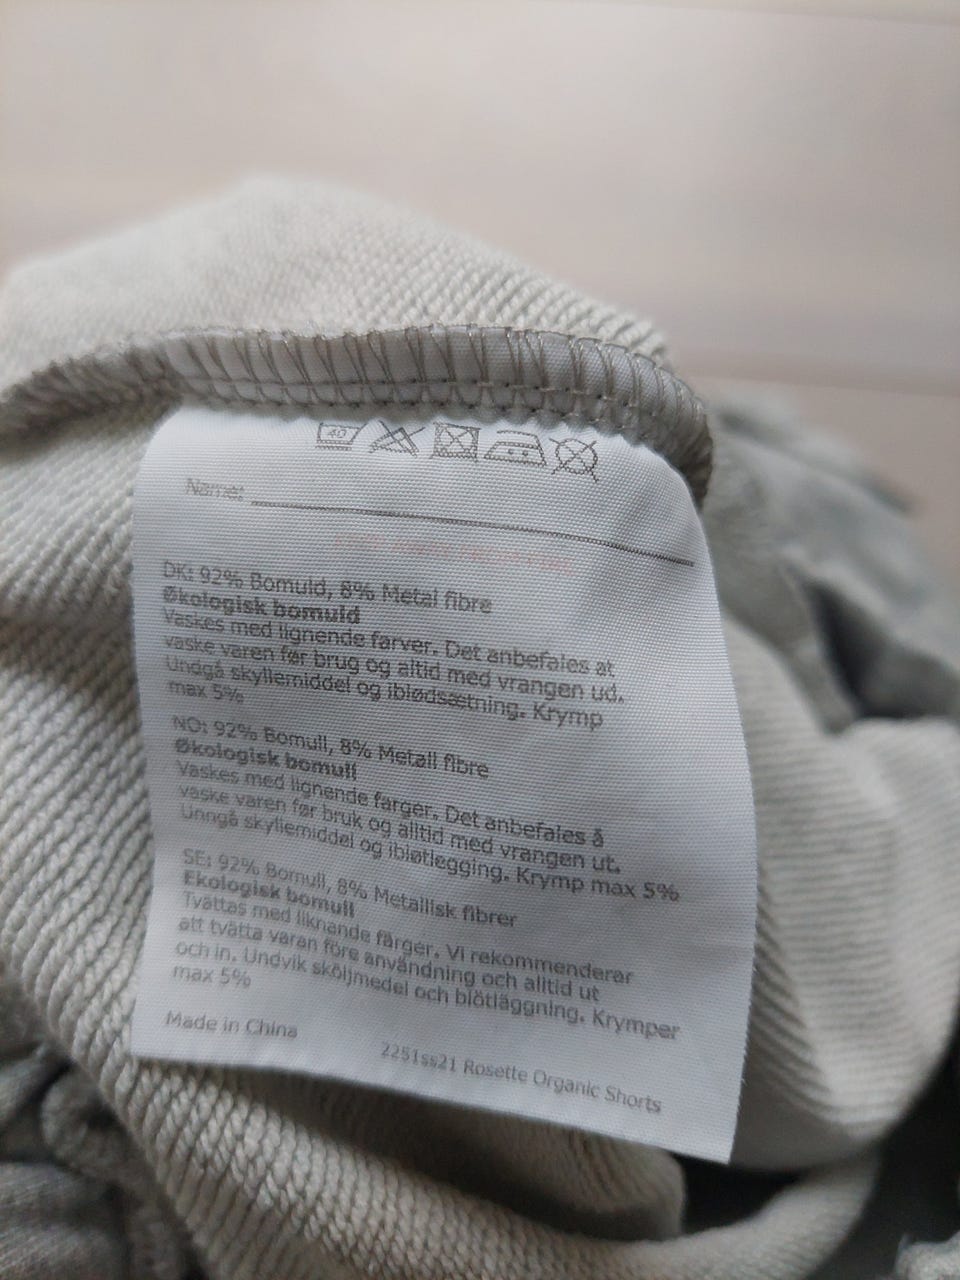 40
Name:
DK: 92% Bomuld, 8% Metal fibre
Økologisk bomuld
Vaskes med lignende farver. Det anbefales at
vaske varen før brug og altid med vrangen ud.
Undgå skyllemiddel og iblødsætning. Krymp
max 5%
NO: 92% Bomull, 8% Metall fibre
Økologisk bomull
Vaskes med lignende farger. Det anbefales å
vaske varen før bruk og alltid med vrangen ut.
Unngå skyllemiddel og ibløtlegging. Krymp max 5%
SE: 92% Bomull, 8% Metallisk fibrer
Ekologisk bomull
Tvättas med liknande färger. Vi rekommenderar
att tvätta varan före användning och alltid ut
och in. Undvik sköljmedel och blötläggning. Krymper
max 5%
Made in China
2251ss21 Rosette Organic Shorts